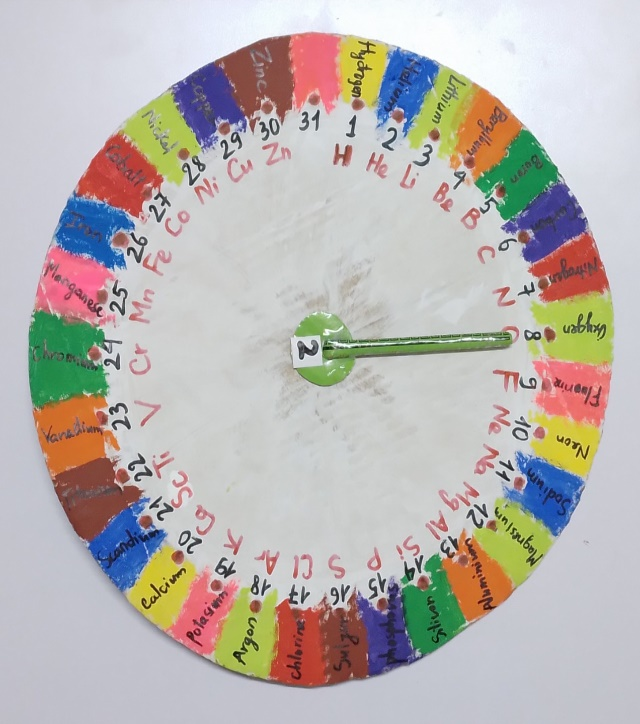 Hydrogen 1 H
Helium 2 He
Lithium 3 Li
Beryllium 4 Be
Boron 5 B
Carbon 6 C
Nitrogen 7 N
Oxygen 8 O
Fluorine 9 F
Neon 10 Ne
Sodium 11 Na
Magnesium 12 Mg
Aluminium 13 Al
Silicon 14 Si
phosphorus 15 P
16 S
chlorine 17 Cl
Argon 18 Ar
Potasium 19 K
Calcium 20 Ca
Scandium 21 Sc
22 Ti
Vanadium 23 V
Chromium 24 Cr
Manganese 25 Mn
Iron 26 Fe
Cobalt 27 Co
Nickel 28 Ni
29 Cu
Zinc 30 Zn
31
2